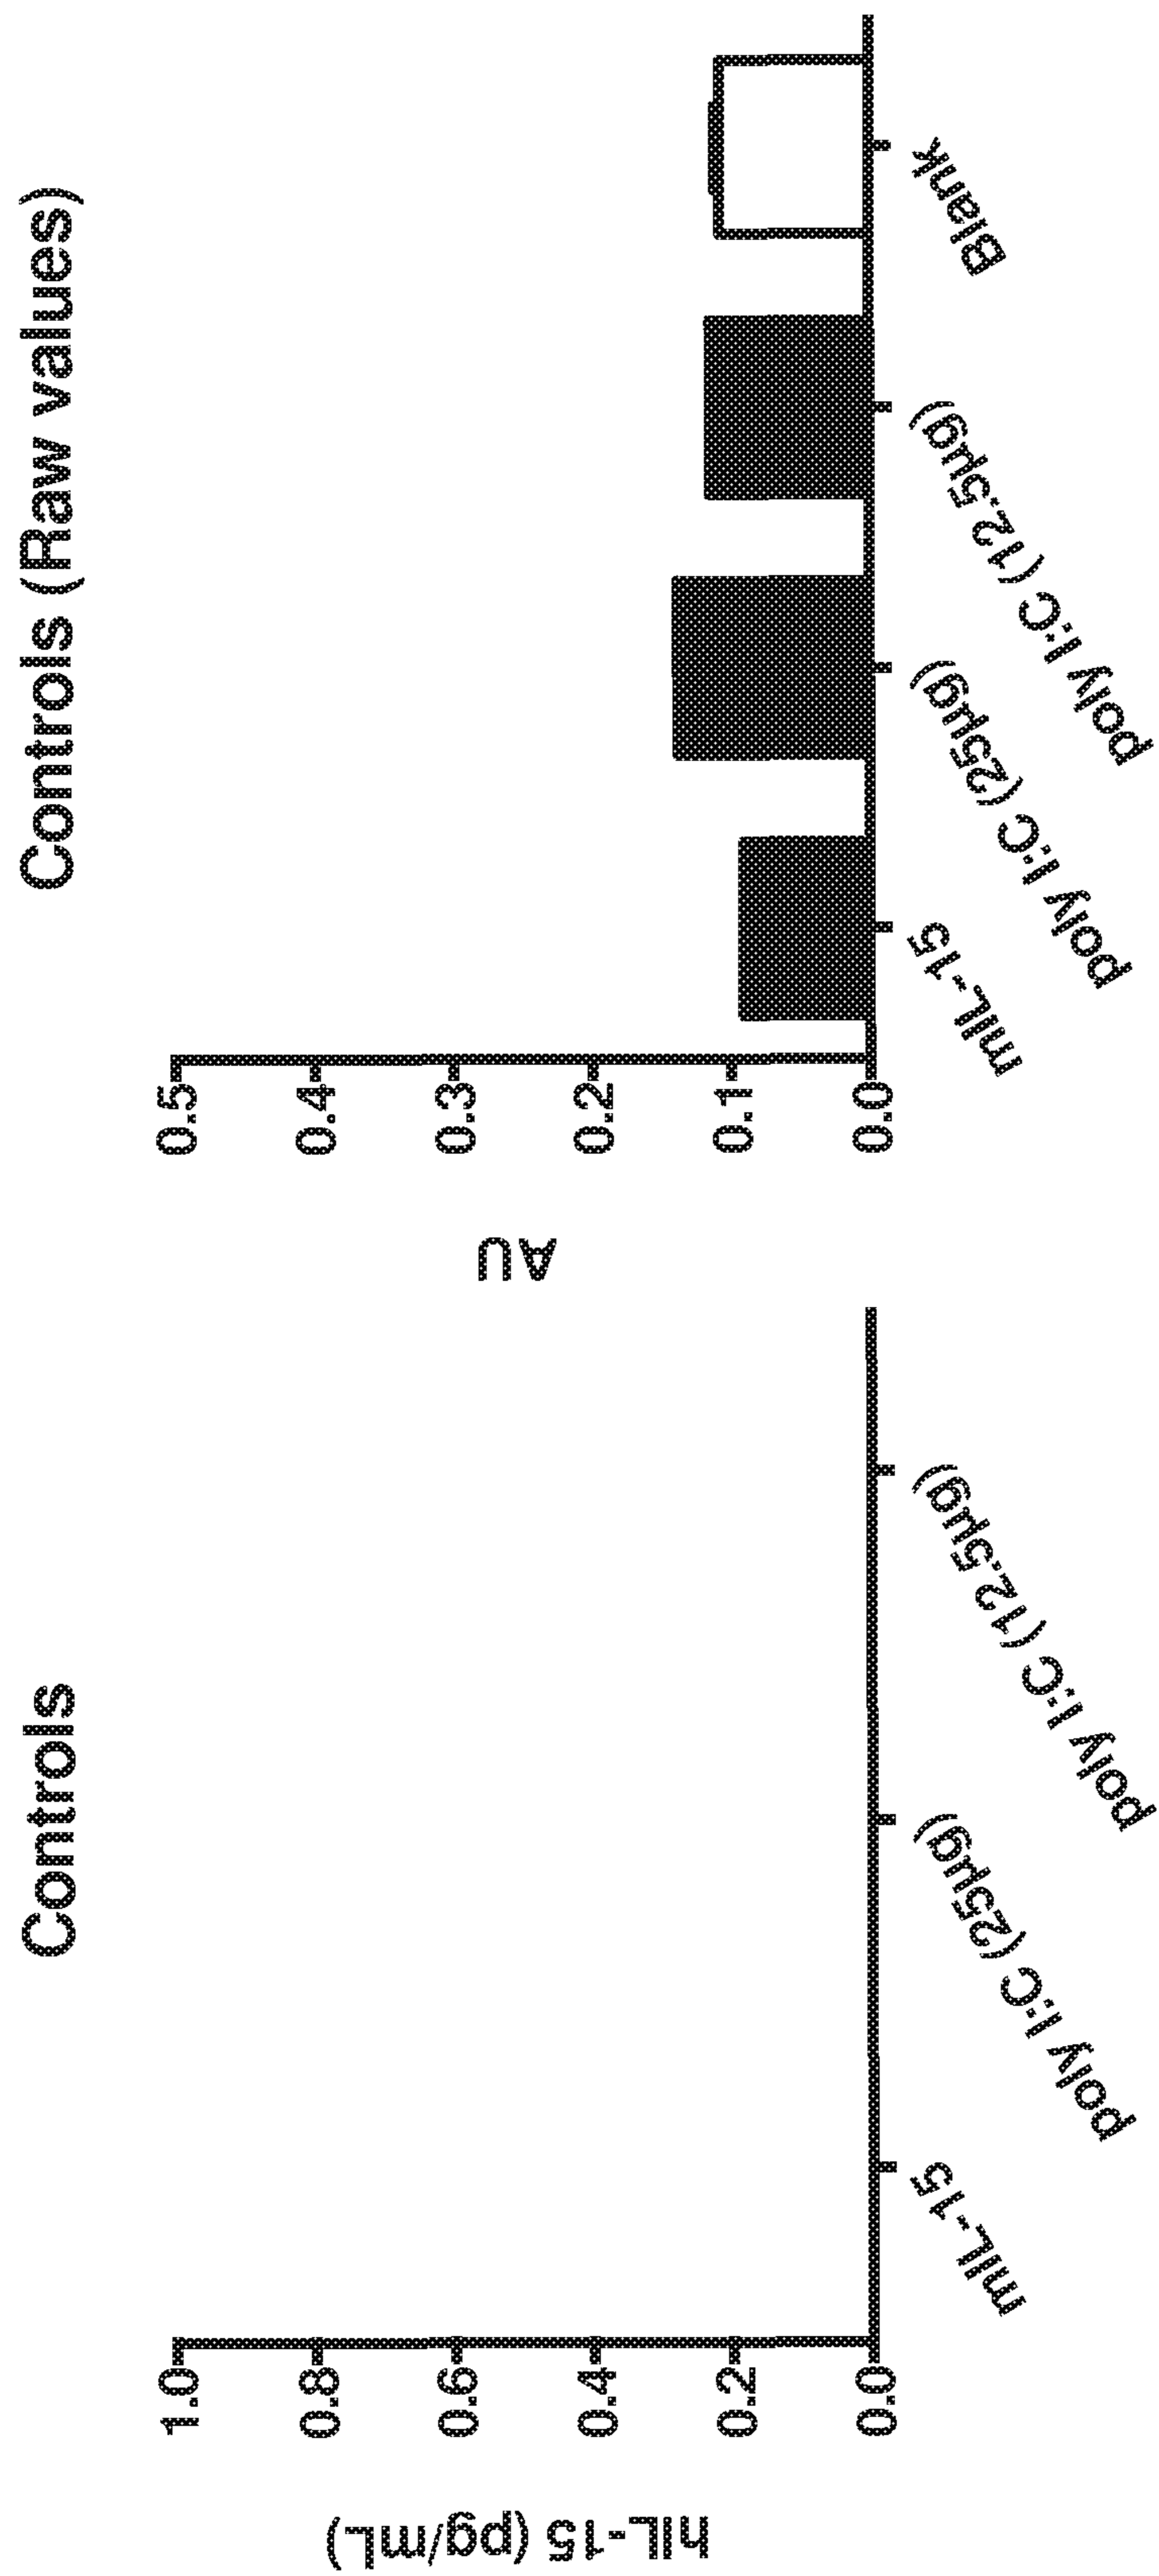 Controls
hIL-15 (pg/mL)
1.0
0.8
0.6
0.4
0.2
0.0
mIL-15
poly I:C (25µg)
poly I:C (12.5µg)
Controls (Raw values)
AU
0.5
0.4
0.3
0.2
0.1
0.0
mIL-15
poly I:C (25µg)
poly I:C (12.5µg)
Blank